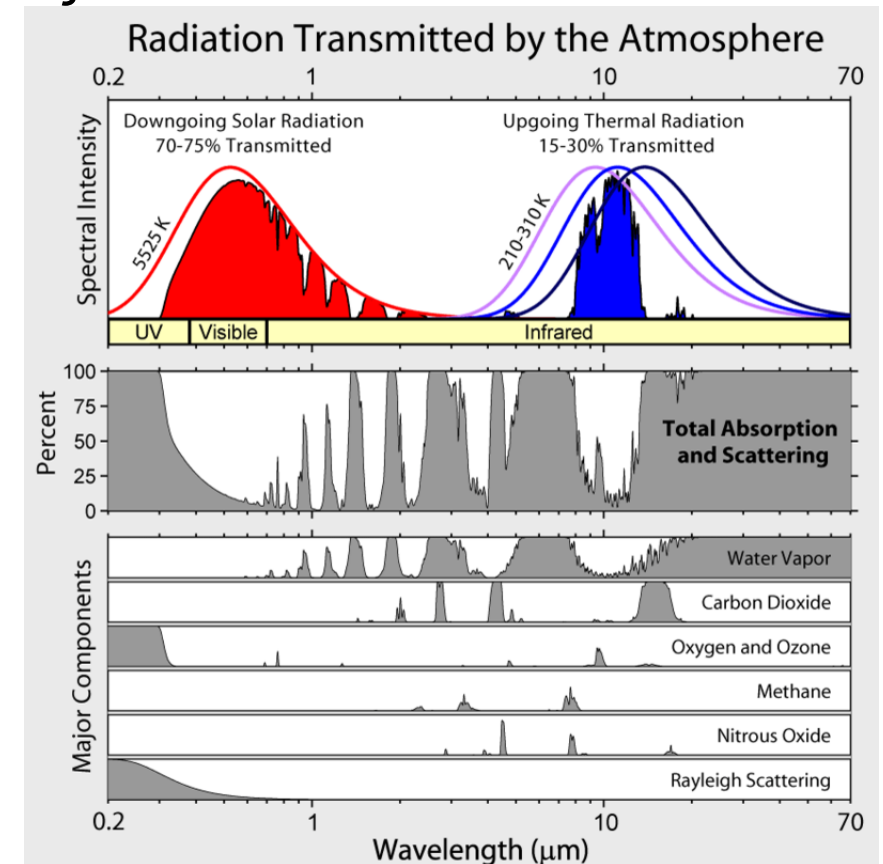 Radiation Transmitted by the Atmosphere
0.2 1 10 70
Downgoing Solar Radiation
70-75% Transmitted
Upgoing Thermal Radiation
15-30% Transmitted
Spectral Intensity
5525 K
210-310 K
UV Visible Infrared
Percent
100
75
50
25
0
Total Absorption
and Scattering
Major Components
Water Vapor
Carbon Dioxide
Oxygen and Ozone
Methane
Nitrous Oxide
Rayleigh Scattering
0.2 1 10 70
Wavelength (μm)